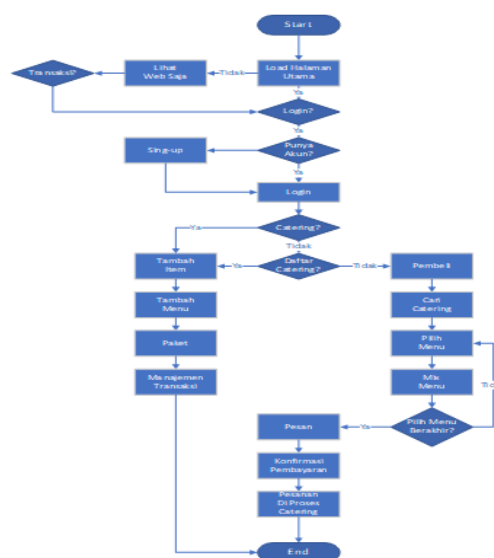 Start
Lihat
Web Saja
Transaksi?
Tidak
Load Halaman
Utama
Ya
Login?
Ya
Punya
Akun?
Sing-up
Ya
Login
Catering?
Ya
Tidak
Tambah
Item
Ya
Daftar
Catering?
Tidak
Pembeli
Tambah
Menu
Cari
Catering
Paket
Pilih
Menu
Manajemen
Transaksi
Mix
Menu
Tid
Pesan
Ya
Pilih Menu
Berakhir?
Konfirmasi
Pembayaran
Pesanan
Di Proses
Catering
End